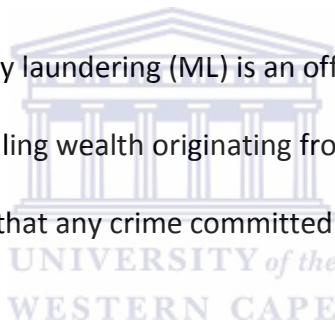 y laundering (ML) is an off
ling wealth originating fro
that any crime committed
UNIVERSITY of the
WESTERN CAPE